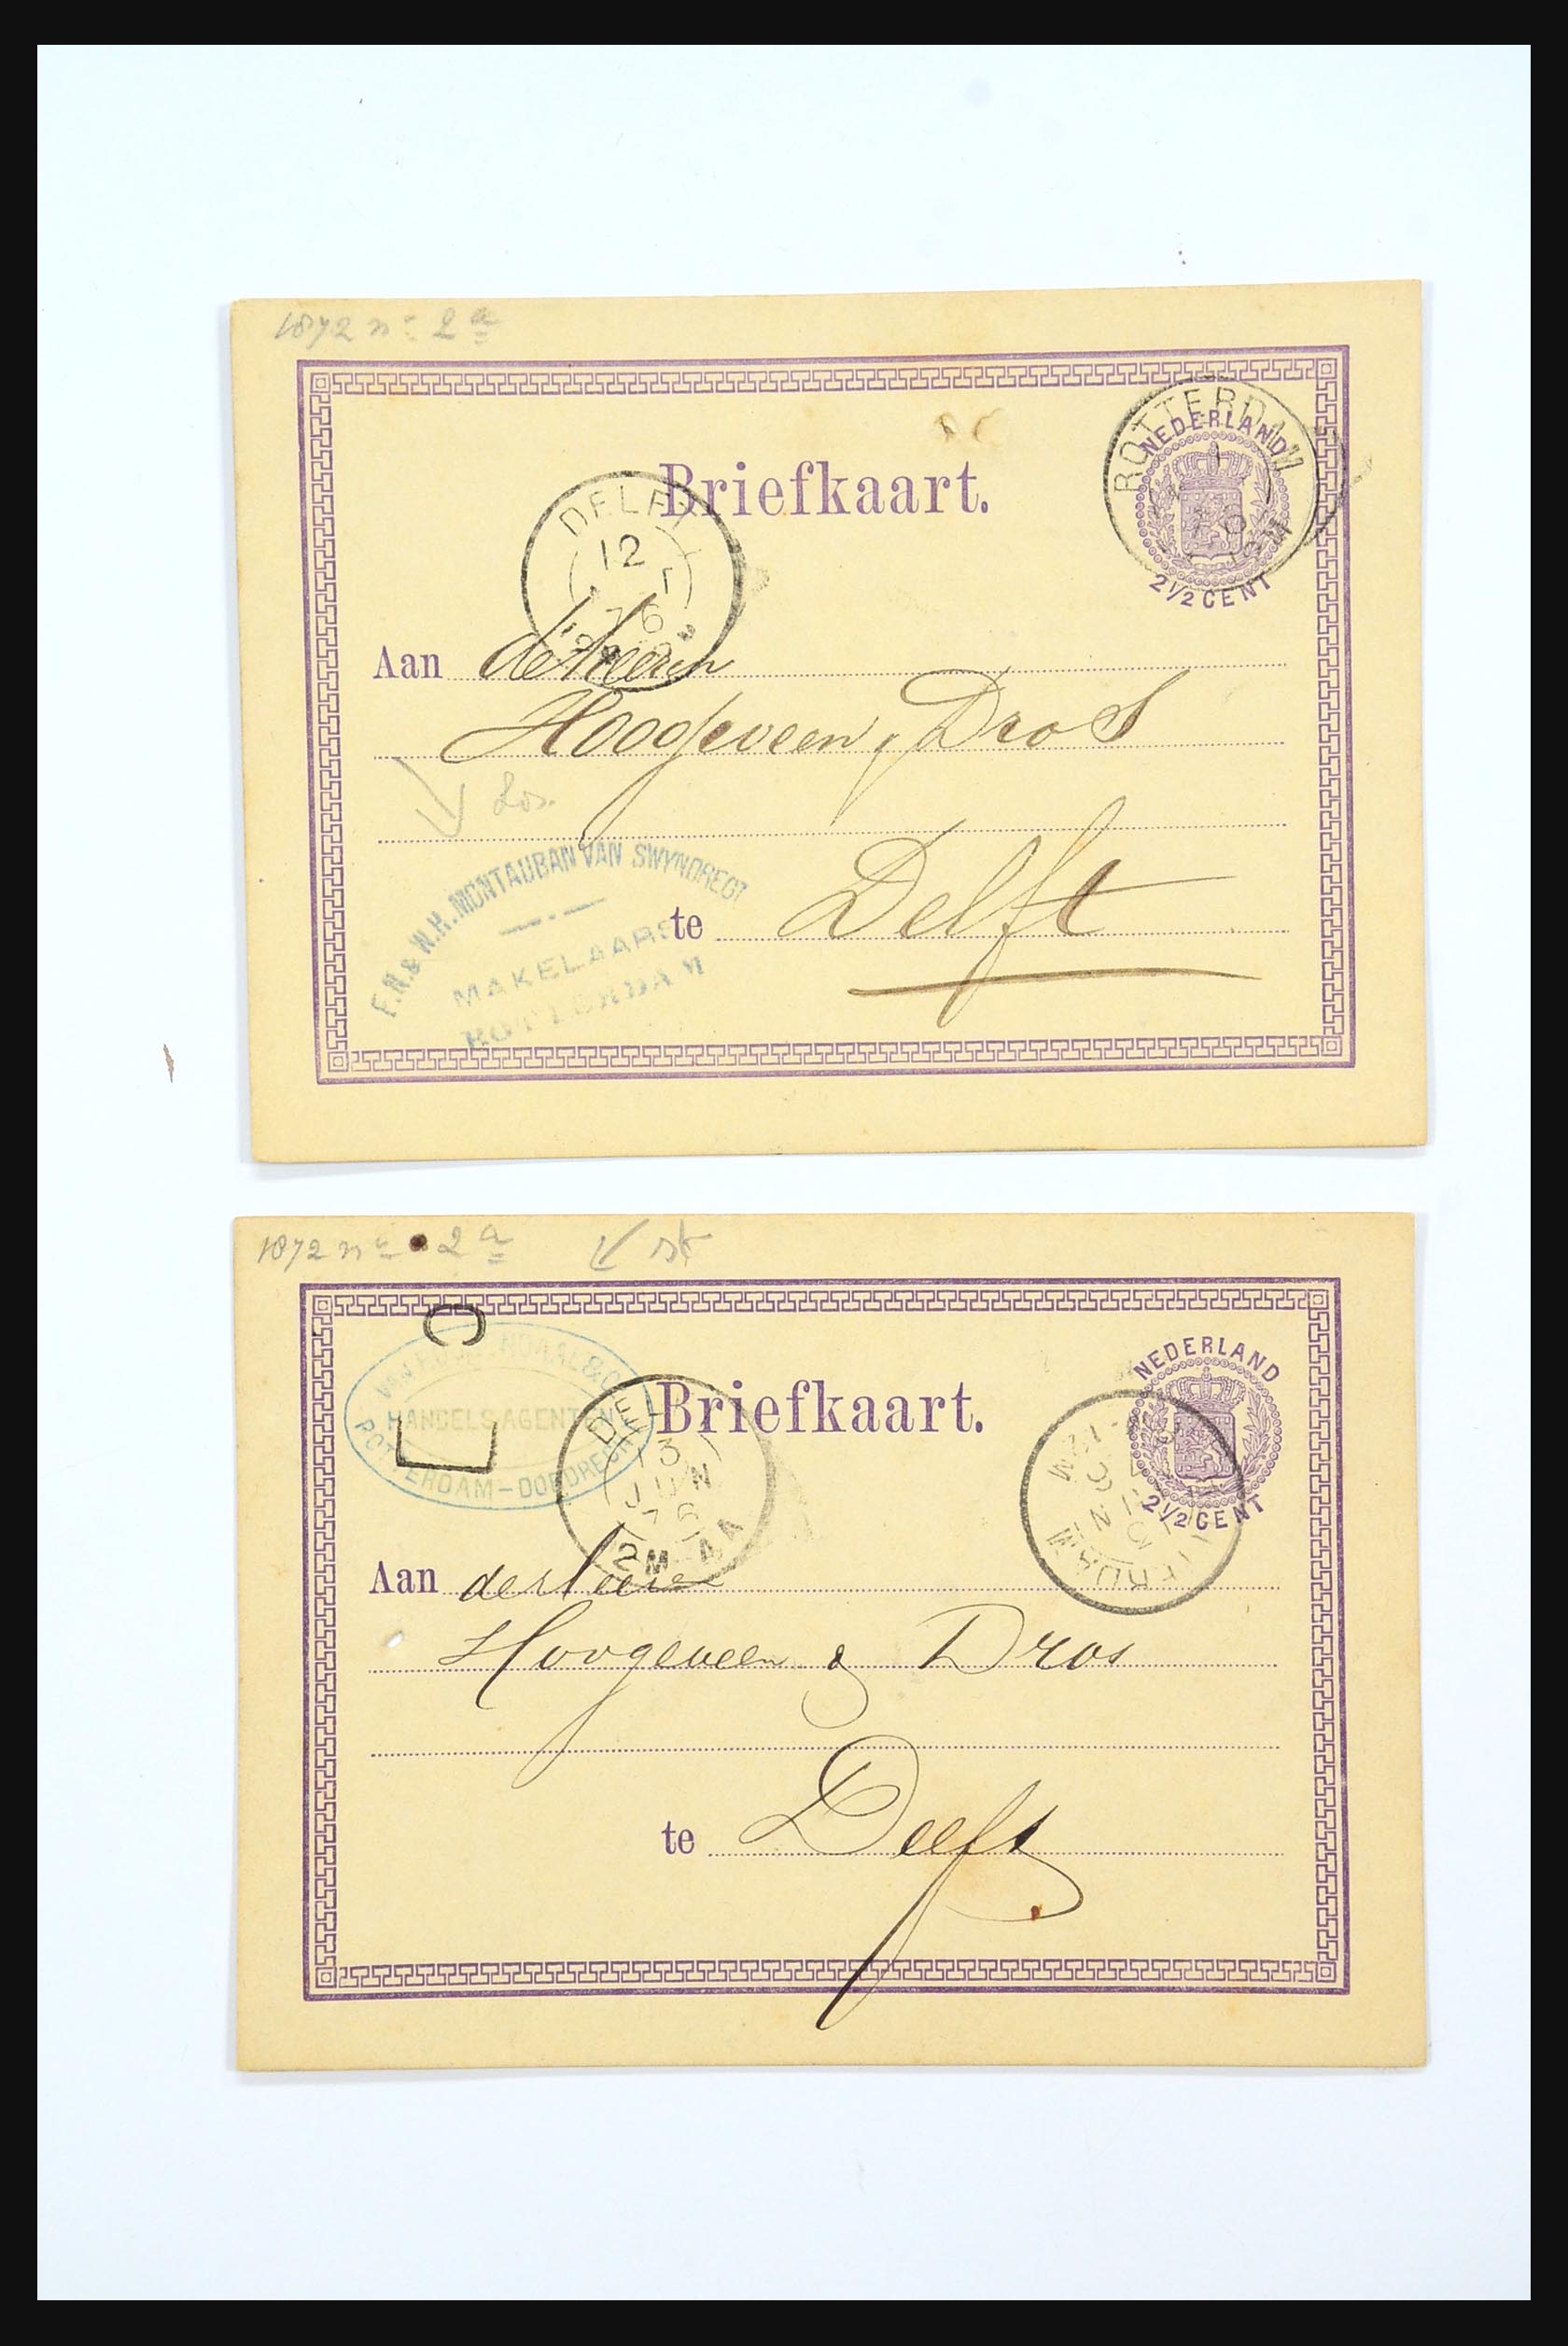 1872 nº 2a
Briefkaart.
ROTTERDAM
NEDERLAND
2½ CENT
DELFT
12
76
Aan de Heeren
Hoogeveen & Dros
Los.
F.N. & W.H. MONTAUBAN VAN SWYNDREGT
MAKELAARS
ROTTERDAM
te Delft
1872 nº 2a
NEDERLAND
2½ CENT
Briefkaart.
HANDELSAGENTEN
ROTTERDAM-DORDRECHT
DEL
13
JUN
76
Aan de Heeren
Hoogeveen & Dros
te Delft